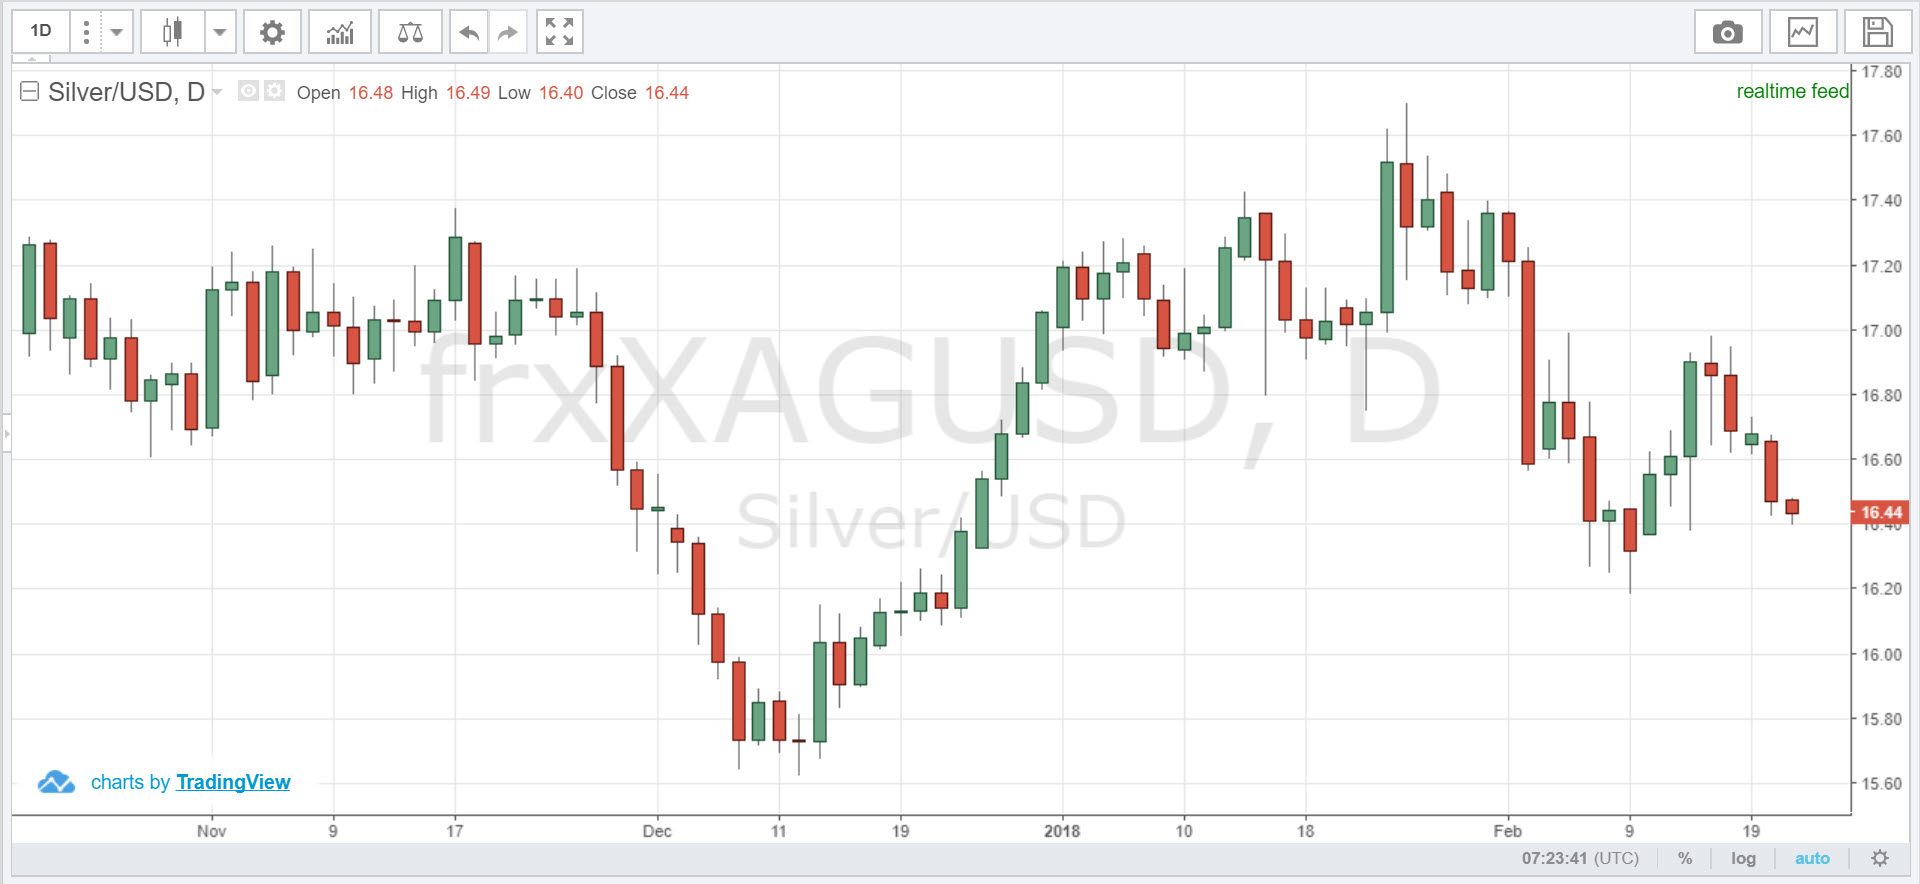 1D
Silver/USD, D Open 16.48 High 16.49 Low 16.40 Close 16.44
realtime feed
17.80
17.60
17.40
17.20
17.00
16.80
16.60
16.44
16.40
16.20
16.00
15.80
15.60
frxXAGUSD, D
Silver/USD
charts by TradingView
Nov 9 17 Dec 11 19 2018 10 18 Feb 9 19
07:23:41 (UTC) % log auto